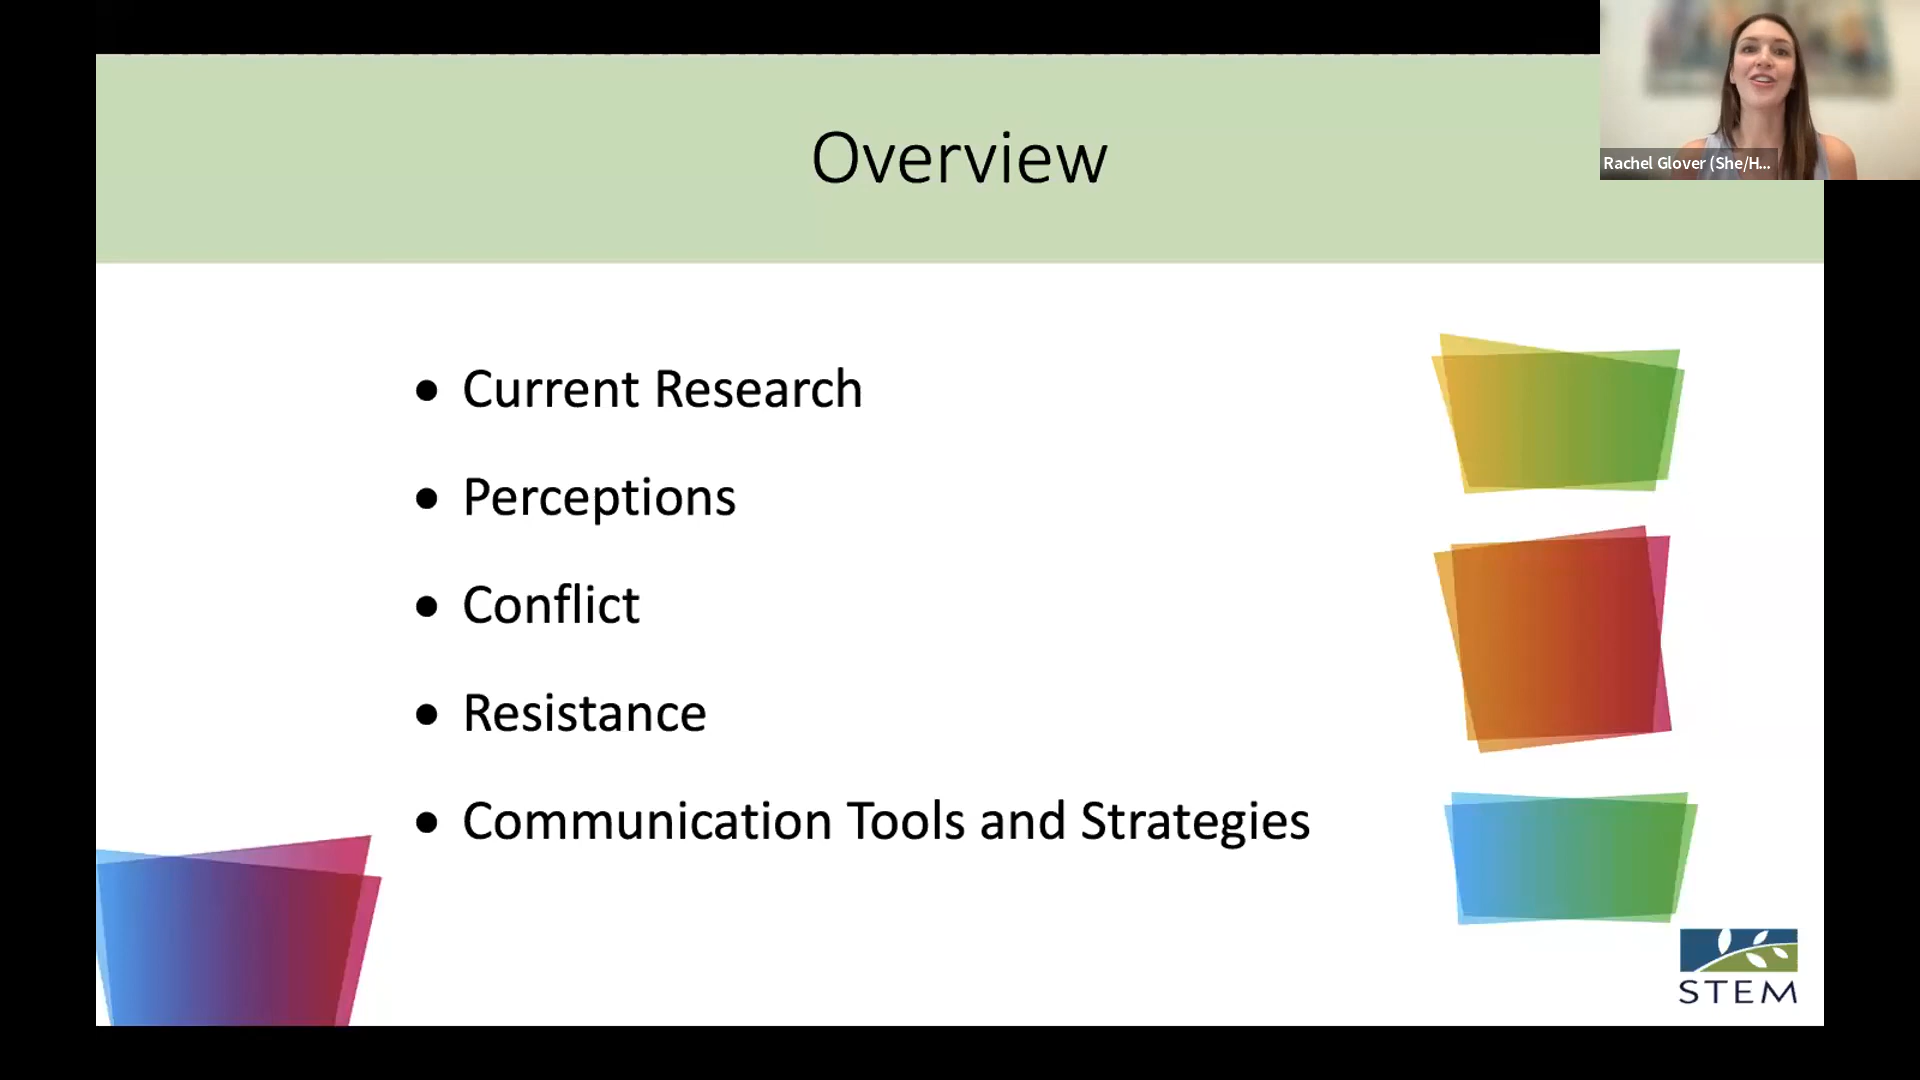 Overview
Rachel Glover (She/H...
• Current Research
• Perceptions
• Conflict
• Resistance
• Communication Tools and Strategies
STEM